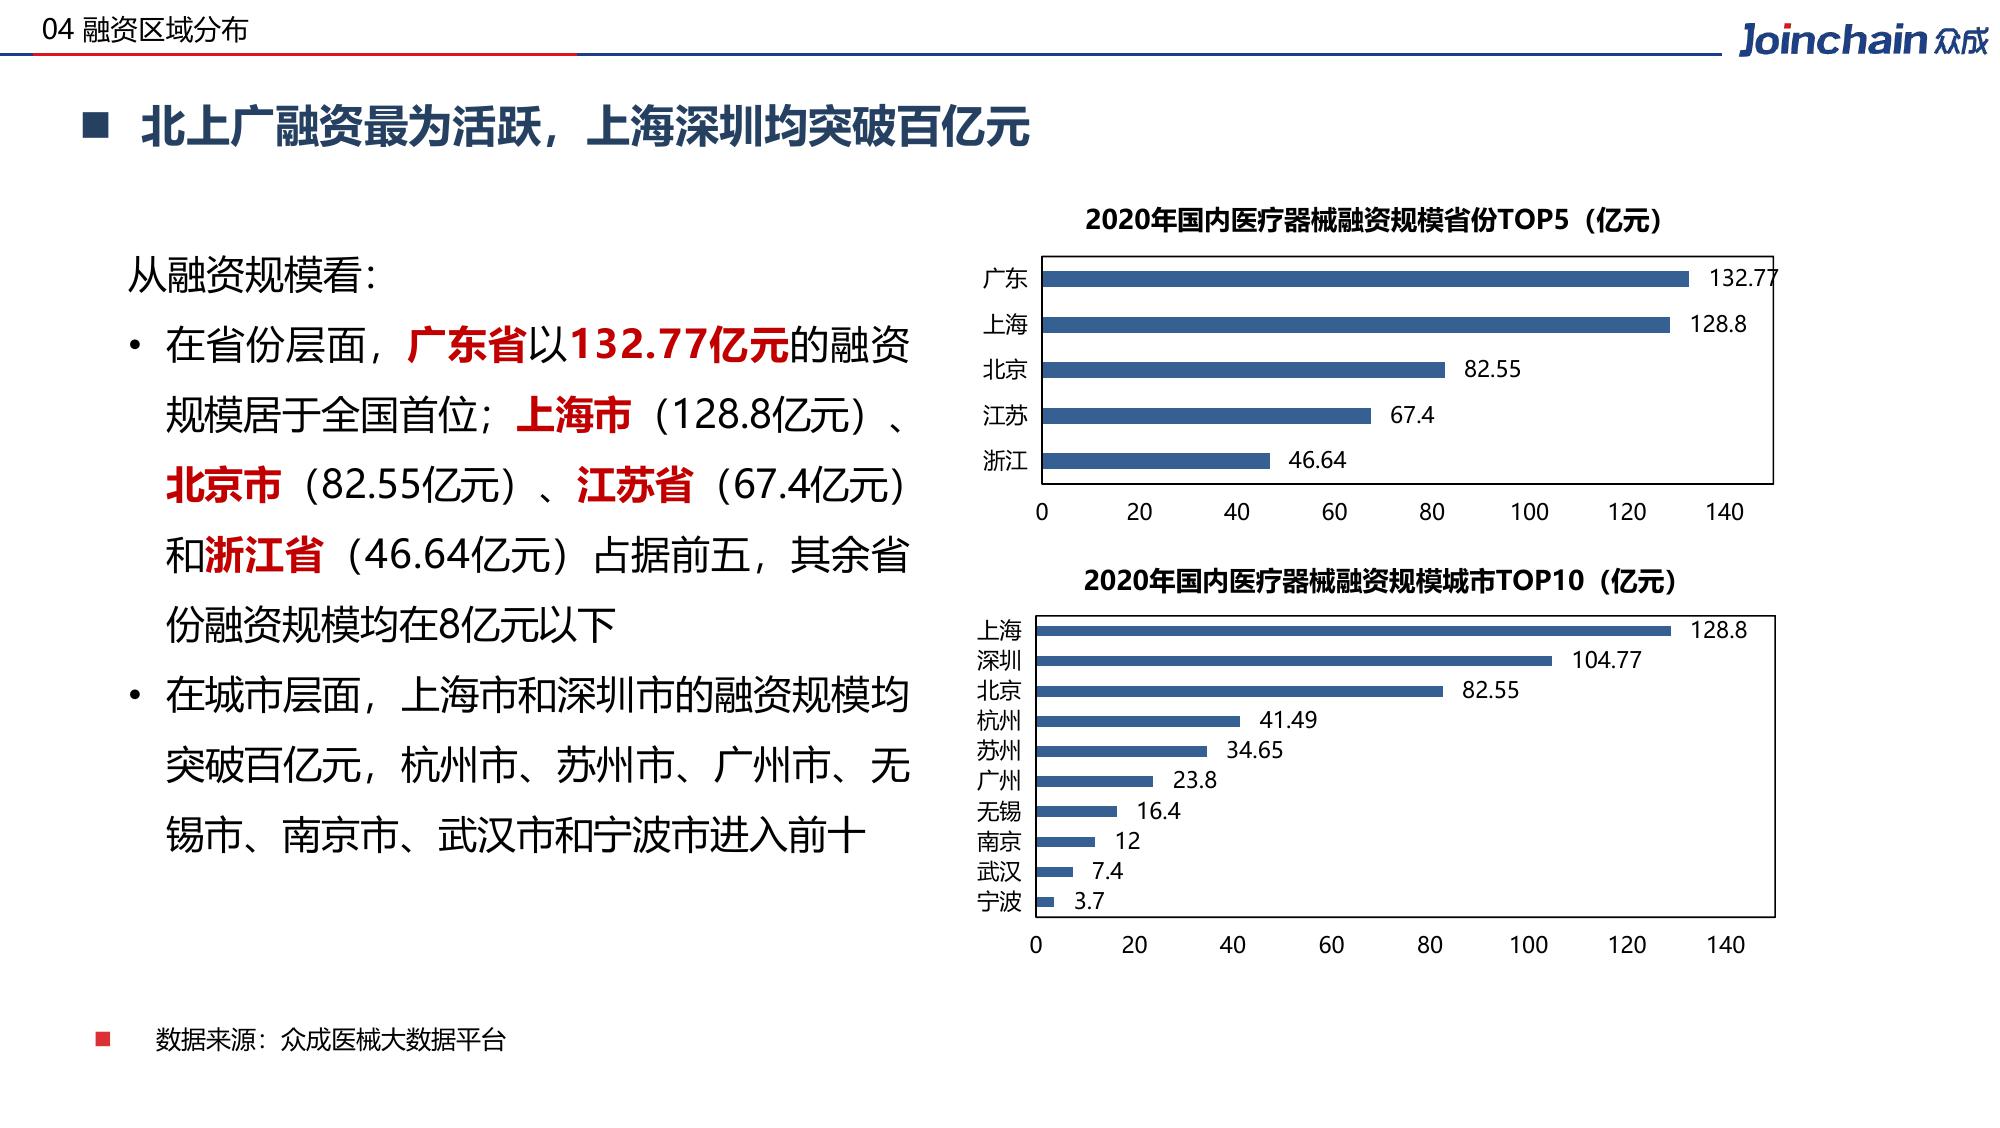 04 融资区域分布
Joinchain 众成
■ 北上广融资最为活跃，上海深圳均突破百亿元
从融资规模看：
• 在省份层面，广东省以132.77亿元的融资
规模居于全国首位；上海市（128.8亿元）、
北京市（82.55亿元）、江苏省（67.4亿元）
和浙江省（46.64亿元）占据前五，其余省
份融资规模均在8亿元以下
• 在城市层面，上海市和深圳市的融资规模均
突破百亿元，杭州市、苏州市、广州市、无
锡市、南京市、武汉市和宁波市进入前十
2020年国内医疗器械融资规模省份TOP5（亿元）
广东 132.77
上海 128.8
北京 82.55
江苏 67.4
浙江 46.64
0 20 40 60 80 100 120 140
2020年国内医疗器械融资规模城市TOP10（亿元）
上海 128.8
深圳 104.77
北京 82.55
杭州 41.49
苏州 34.65
广州 23.8
无锡 16.4
南京 12
武汉 7.4
宁波 3.7
0 20 40 60 80 100 120 140
■ 数据来源：众成医械大数据平台